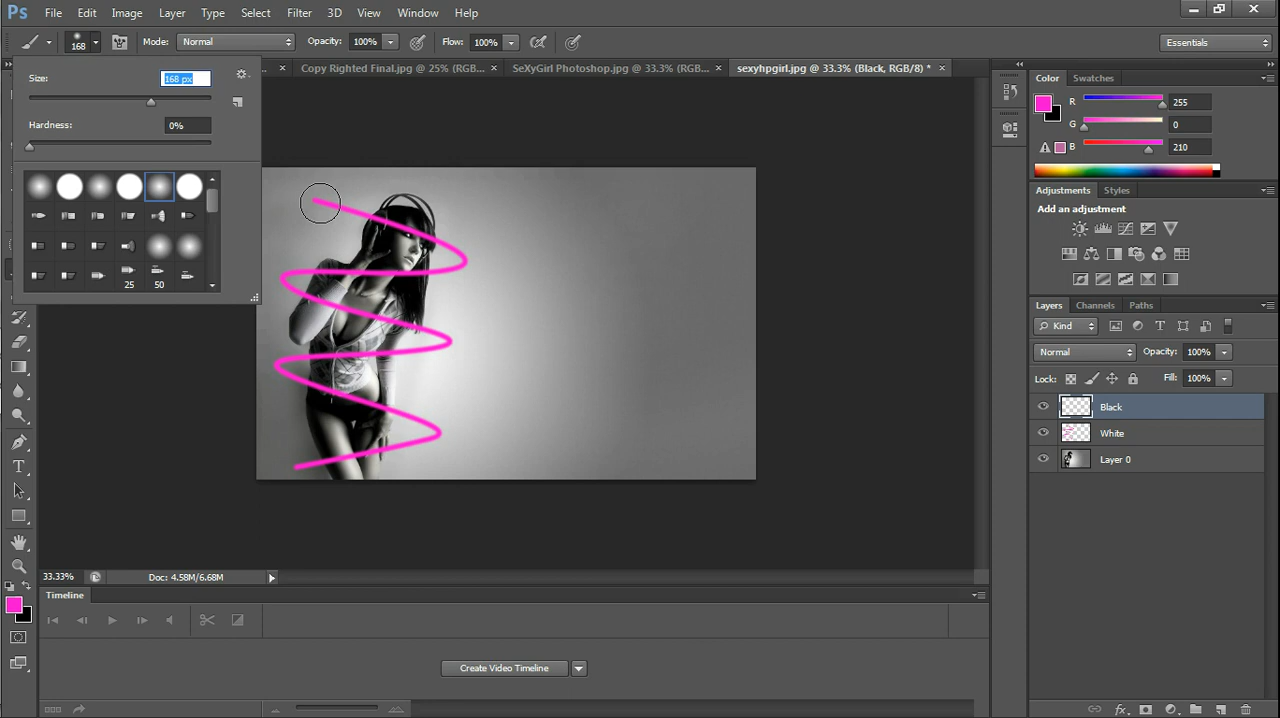 Ps File Edit Image Layer Type Select Filter 3D View Window Help
168 Mode: Normal Opacity: 100% Flow: 100% Essentials
Copy Righted Final.jpg @ 25% (RGB... × SeXyGirl Photoshop.jpg @ 33.3% (RGB... × sexyhpgirl.jpg @ 33.3% (Black, RGB/8) * ×
Size: 168 px
Hardness: 0%
25 50
Color Swatches
R 255
G 0
B 210
Adjustments Styles
Add an adjustment
Layers Channels Paths
Kind
Normal Opacity: 100%
Lock: Fill: 100%
Black
White
Layer 0
33.33% Doc: 4.58M/6.68M
Timeline
Create Video Timeline